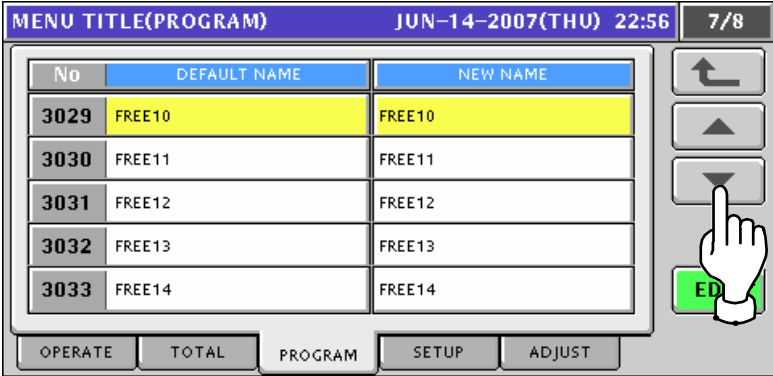 MENU TITLE(PROGRAM) JUN-14-2007(THU) 22:56 7/8
No DEFAULT NAME NEW NAME
3029 FREE10 FREE10
3030 FREE11 FREE11
3031 FREE12 FREE12
3032 FREE13 FREE13
3033 FREE14 FREE14
OPERATE TOTAL PROGRAM SETUP ADJUST